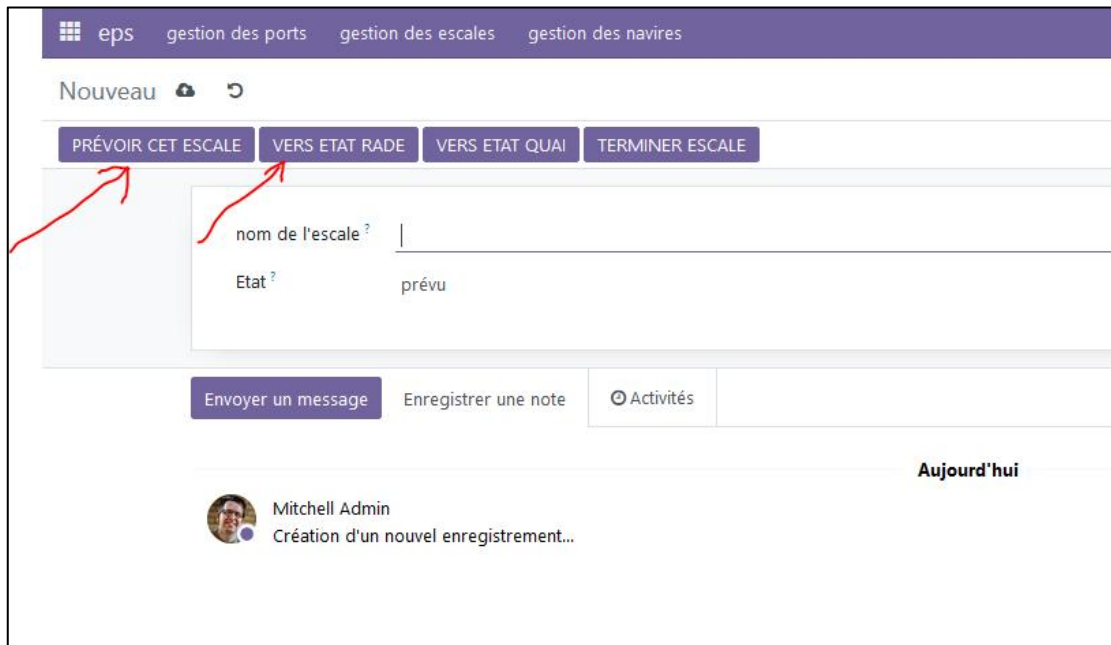 eps gestion des ports gestion des escales gestion des navires
Nouveau
PRÉVOIR CET ESCALE VERS ETAT RADE VERS ETAT QUAI TERMINER ESCALE
nom de l'escale ?
Etat ? prévu
Envoyer un message Enregistrer une note Activités
Aujourd'hui
Mitchell Admin
Création d'un nouvel enregistrement...